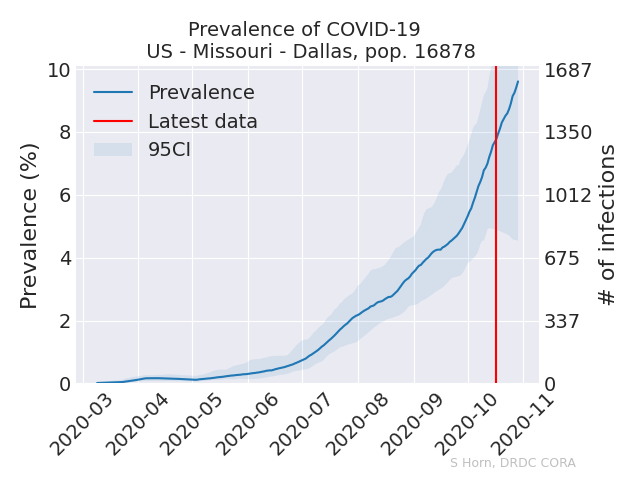 Prevalence of COVID-19
US - Missouri - Dallas, pop. 16878
Prevalence
Latest data
95CI
Prevalence (%)
10
8
6
4
2
0
# of infections
1687
1350
1012
675
337
0
2020-03
2020-04
2020-05
2020-06
2020-07
2020-08
2020-09
2020-10
2020-11
S Horn, DRDC CORA